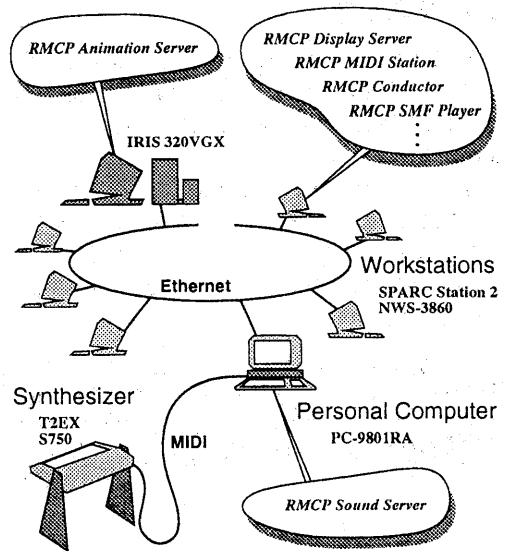 RMCP Animation Server
RMCP Display Server
RMCP MIDI Station
RMCP Conductor
RMCP SMF Player
IRIS 320VGX
Ethernet
Workstations
SPARC Station 2
NWS-3860
Synthesizer
T2EX
S750
MIDI
Personal Computer
PC-9801RA
RMCP Sound Server